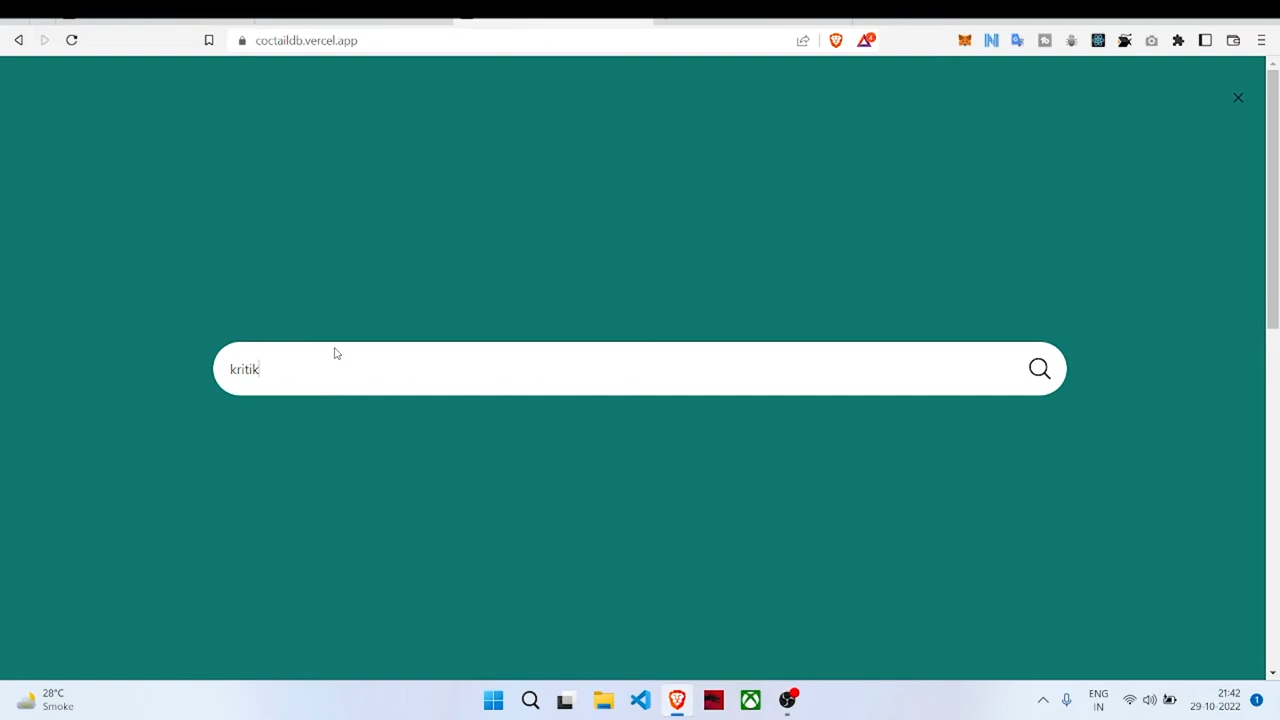 coctaildb.vercel.app
kritik
28°C
Smoke
ENG
IN
21:42
29-10-2022